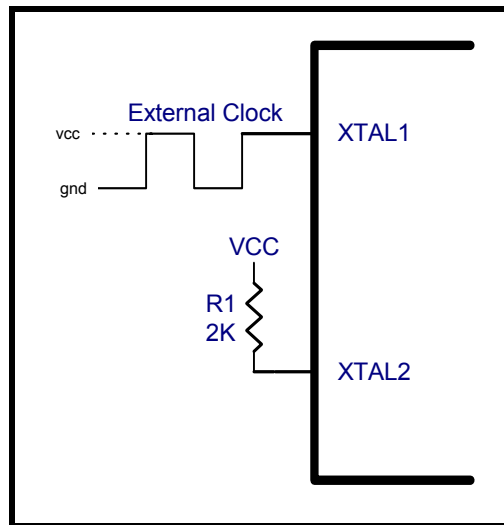 External Clock
vcc
XTAL1
gnd
VCC
R1
2K
XTAL2